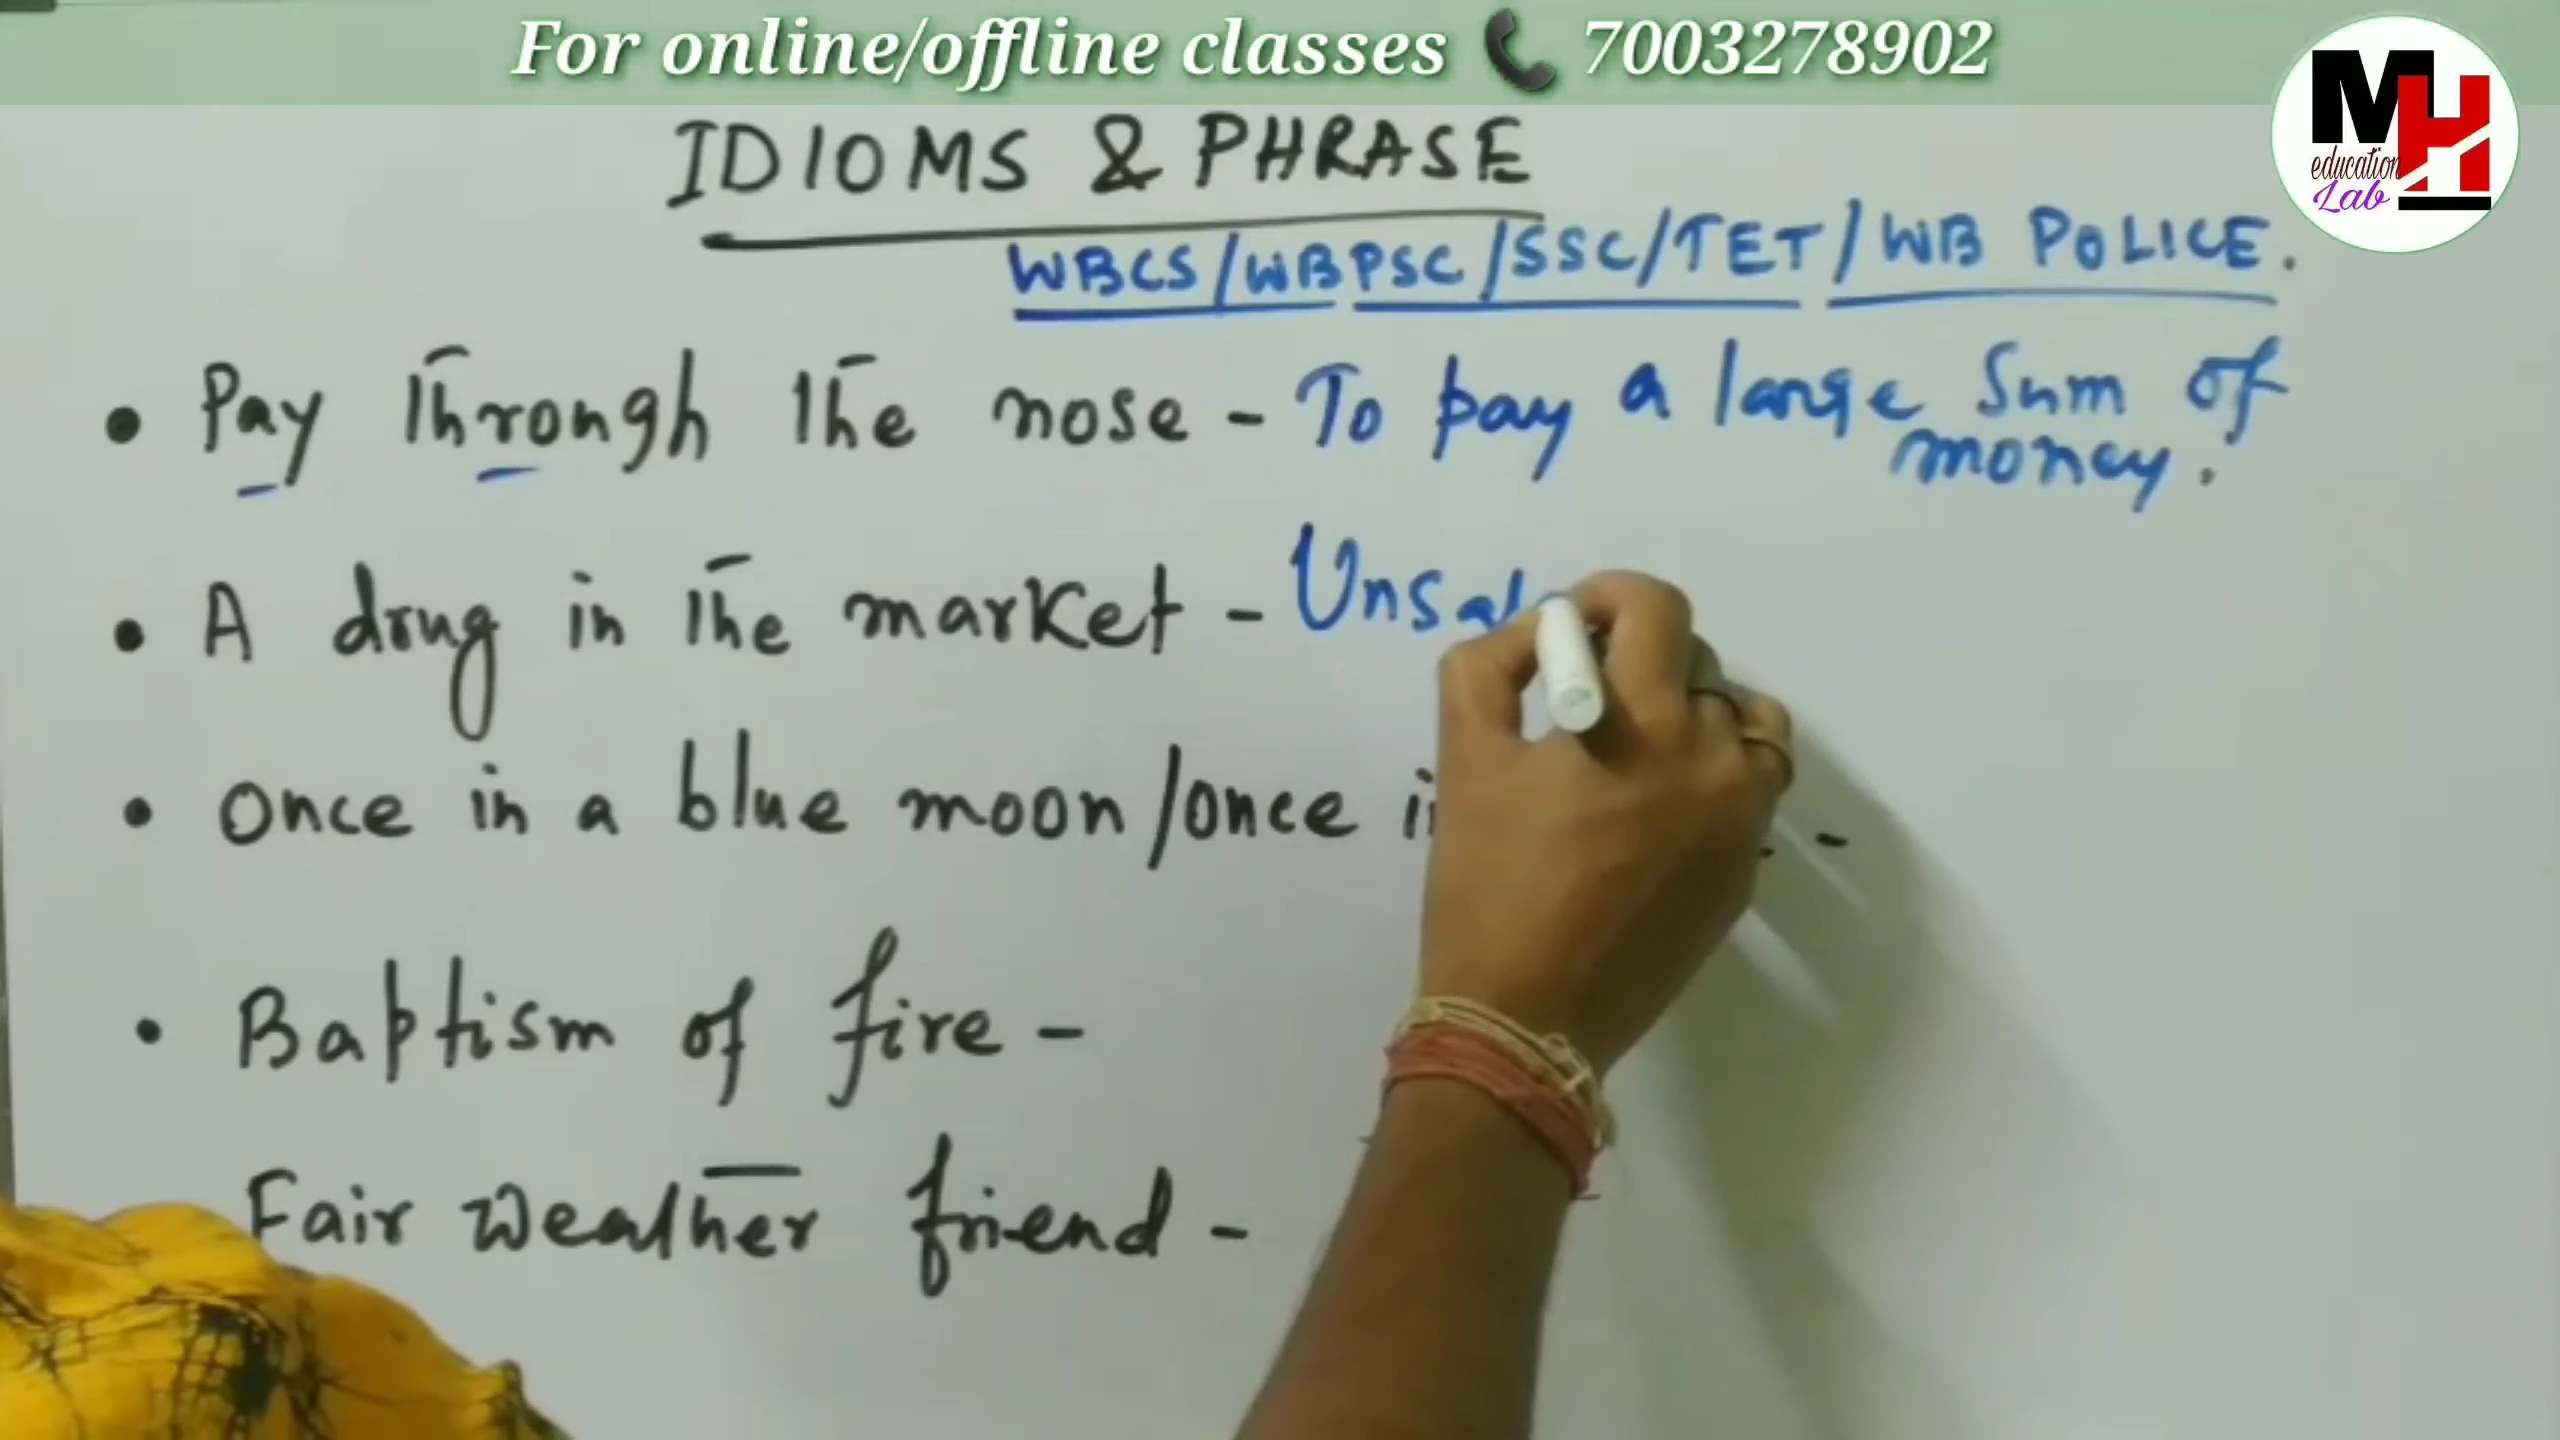 For online/offline classes 7003278902
MH
education
Lab
IDIOMS & PHRASE
WBCS/WBPSC/SSC/TET/WB POLICE.
• Pay through the nose - To pay a large sum of
money.
• A drug in the market -
• Once in a blue moon/once
• Baptism of fire -
Fair weather friend -